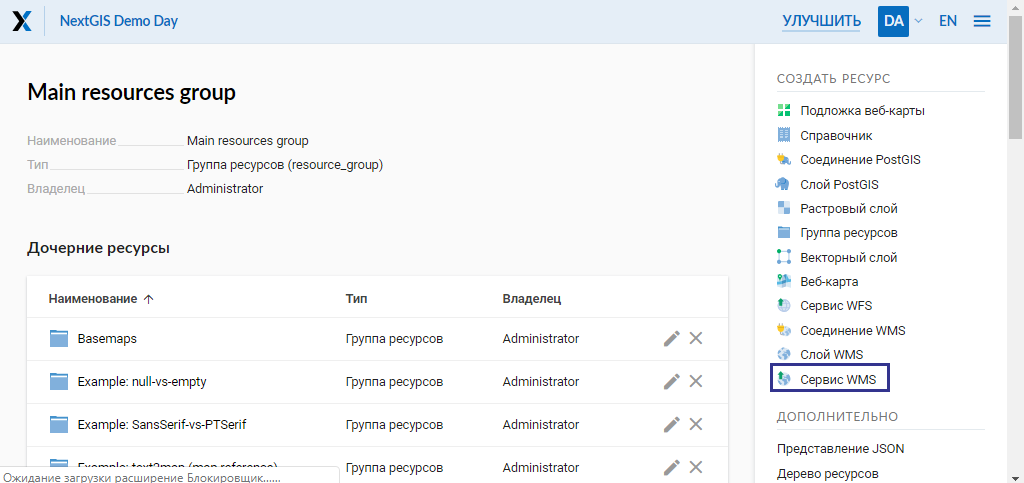 NextGIS Demo Day
УЛУЧШИТЬ
DA
EN
Main resources group
Наименование Main resources group
Тип Группа ресурсов (resource_group)
Владелец Administrator
Дочерние ресурсы
Наименование Тип Владелец
Basemaps Группа ресурсов Administrator
Example: null-vs-empty Группа ресурсов Administrator
Example: SansSerif-vs-PTSerif Группа ресурсов Administrator
Example: text2map (map reference) Группа ресурсов Administrator
Ожидание загрузки расширение Блокировщик......
СОЗДАТЬ РЕСУРС
Подложка веб-карты
Справочник
Соединение PostGIS
Слой PostGIS
Растровый слой
Группа ресурсов
Векторный слой
Веб-карта
Сервис WFS
Соединение WMS
Слой WMS
Сервис WMS
ДОПОЛНИТЕЛЬНО
Представление JSON
Дерево ресурсов